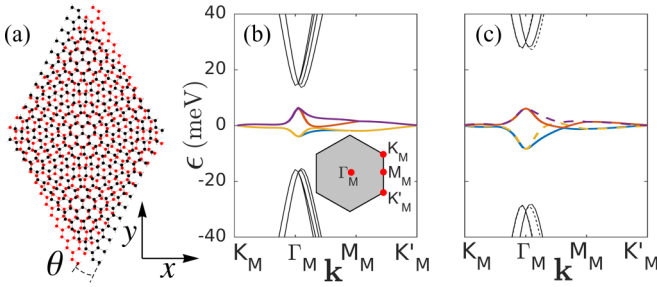 (a)
y
x
θ
(b)
(c)
ϵ (meV)
40
20
0
-20
-40
K_M
Γ_M
M_M
K'_M
K_M Γ_M M_M K'_M
k
K_M Γ_M M_M K'_M
k